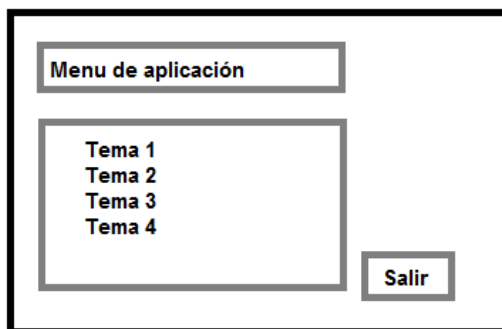 Menu de aplicación
Tema 1
Tema 2
Tema 3
Tema 4
Salir